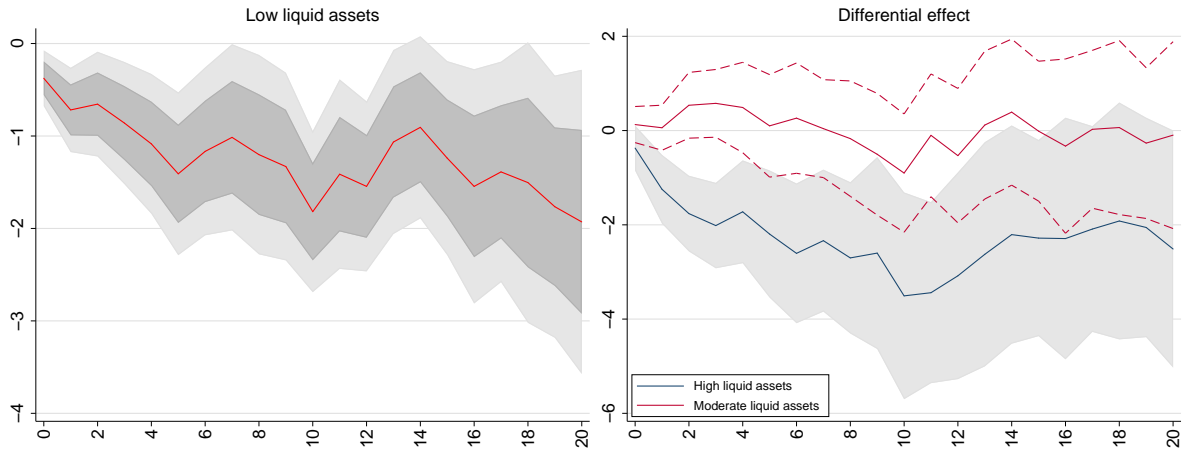 Low liquid assets
0
−1
−2
−3
−4
0 2 4 6 8 10 12 14 16 18 20
Differential effect
2
0
−2
−4
−6
High liquid assets
Moderate liquid assets
0 2 4 6 8 10 12 14 16 18 20